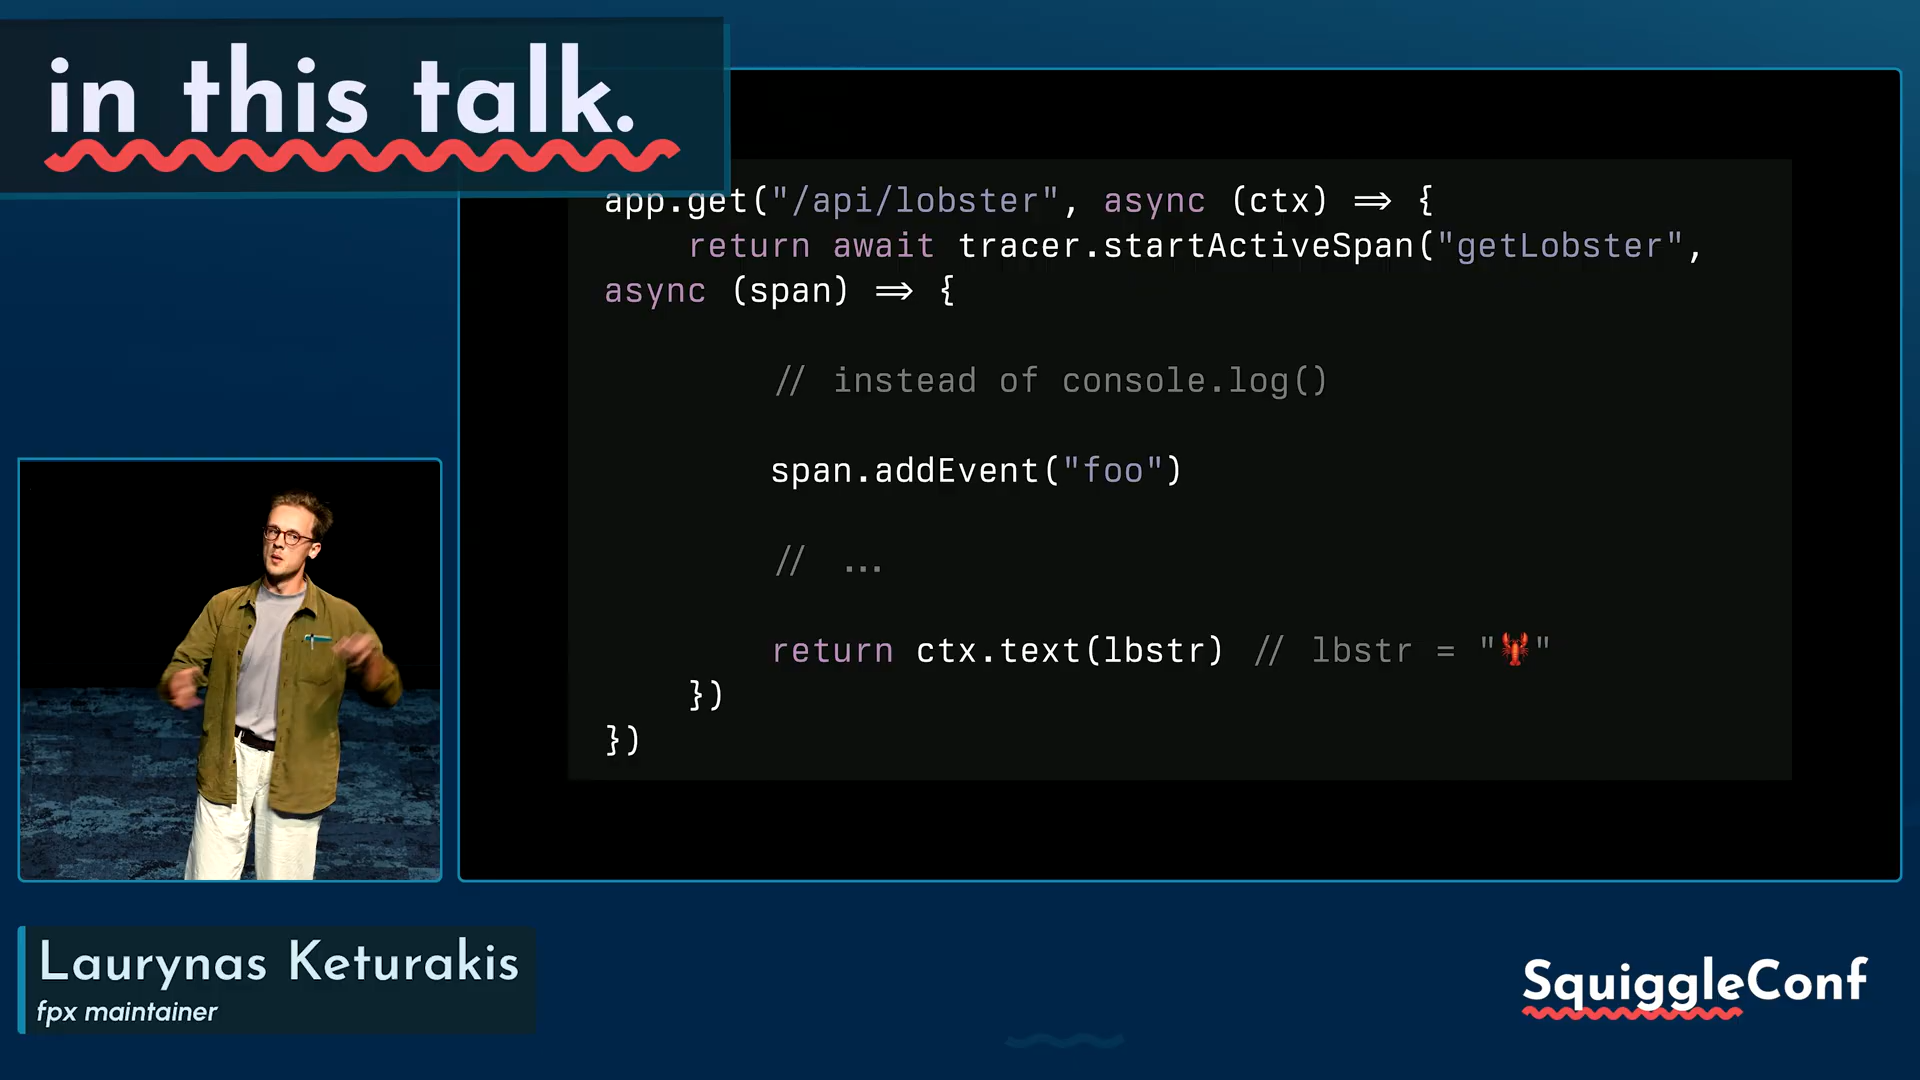 in this talk.
app.get("/api/lobster", async (ctx) => {
return await tracer.startActiveSpan("getLobster",
async (span) => {
// instead of console.log()
span.addEvent("foo")
// ...
return ctx.text(lbstr) // lbstr = "🦞"
})
})
Laurynas Keturakis
fpx maintainer
SquiggleConf